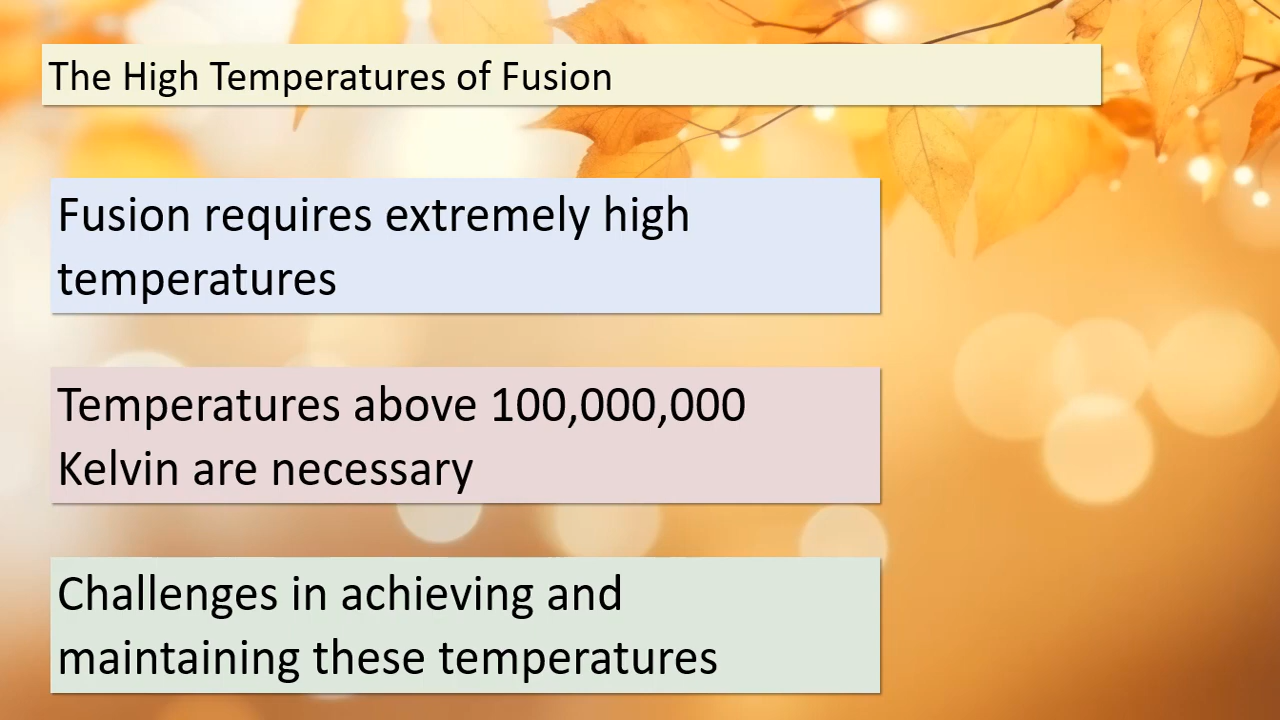 The High Temperatures of Fusion
Fusion requires extremely high
temperatures
Temperatures above 100,000,000
Kelvin are necessary
Challenges in achieving and
maintaining these temperatures